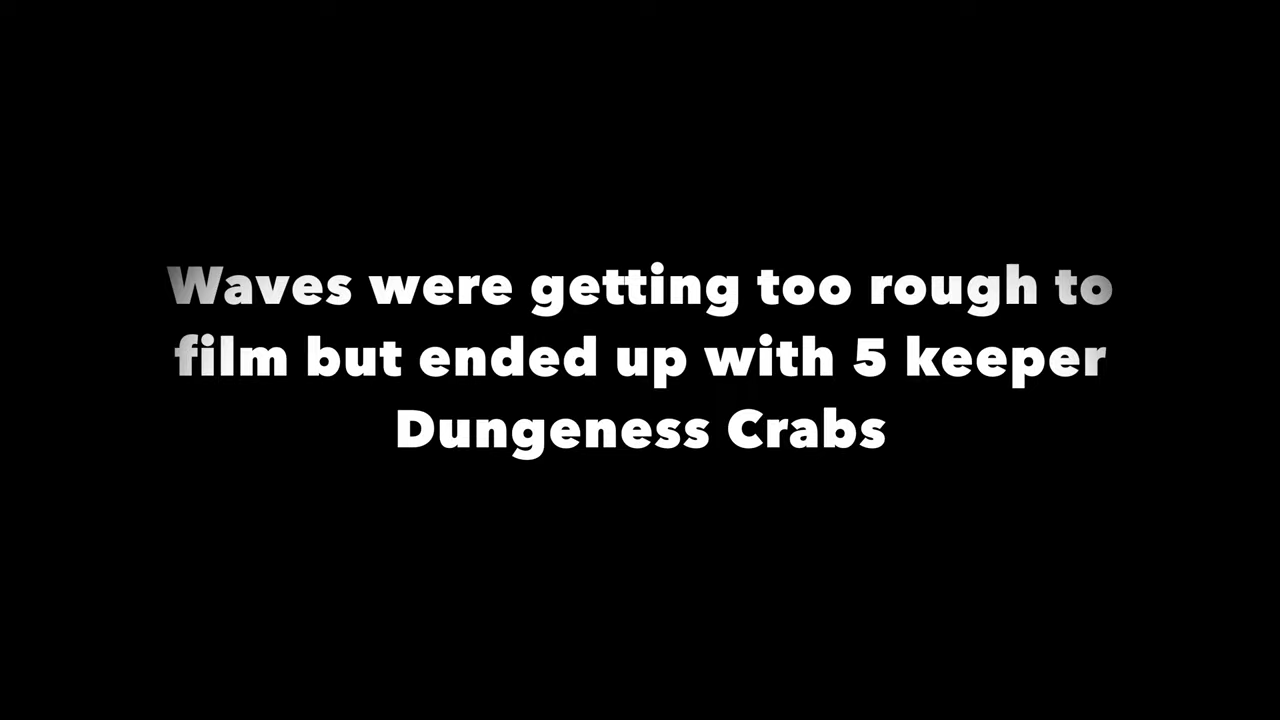 Waves were getting too rough to
film but ended up with 5 keeper
Dungeness Crabs